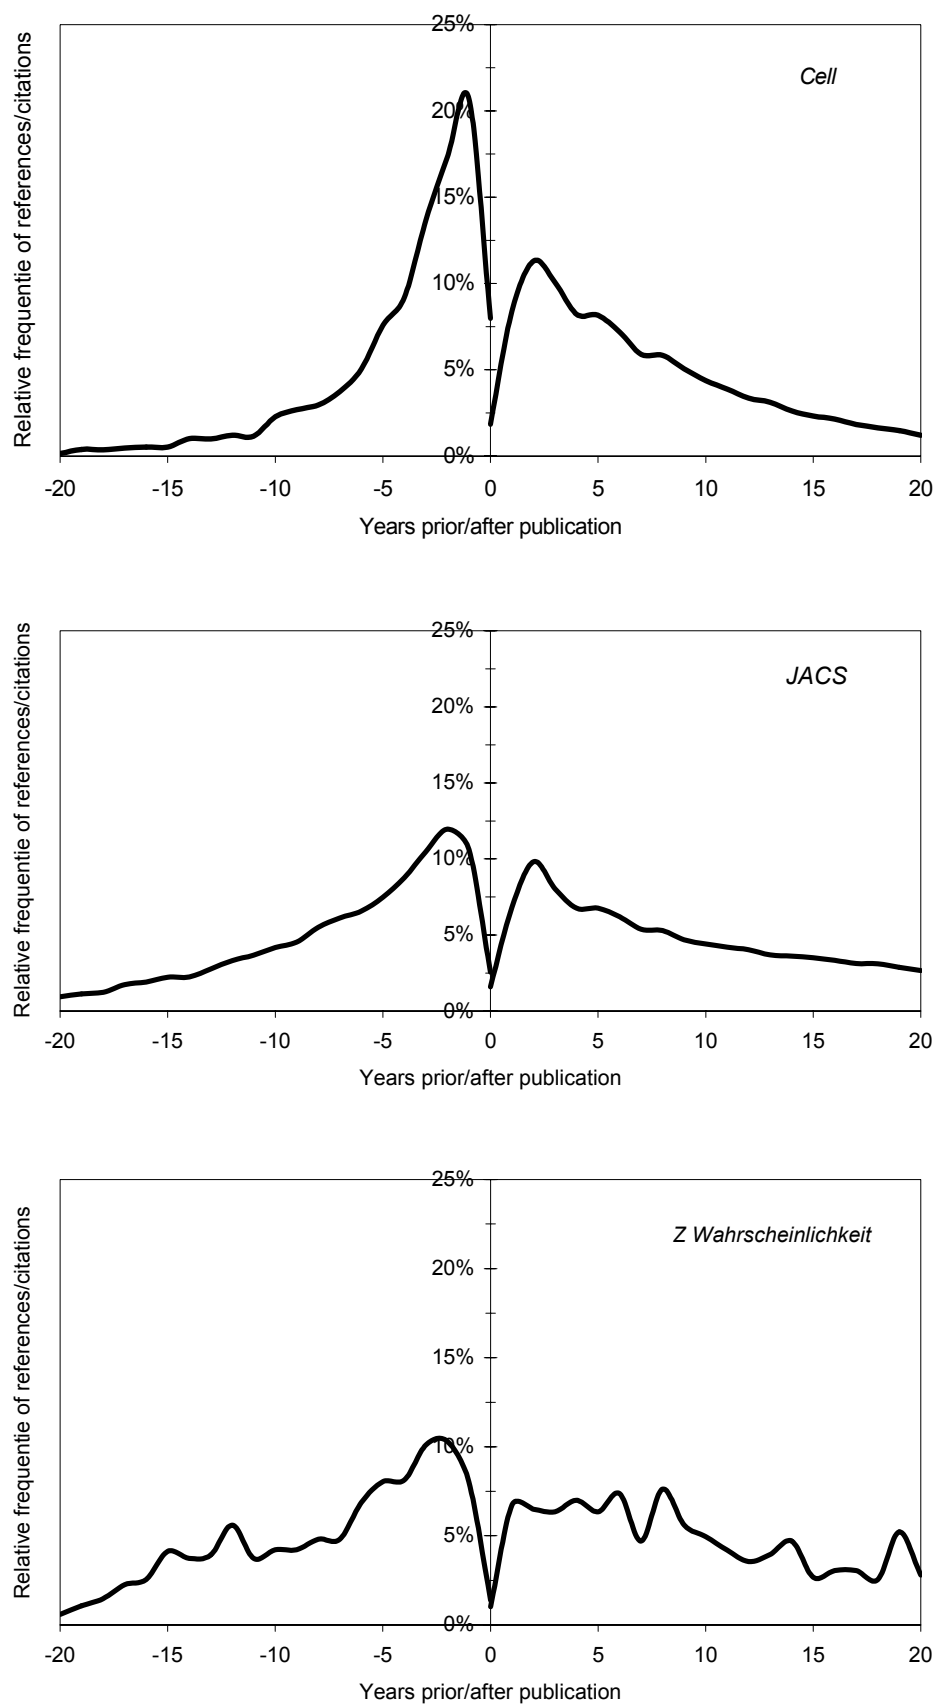 Relative frequentie of references/citations
25%
20%
15%
10%
5%
0%
Cell
-20 -15 -10 -5 0 5 10 15 20
Years prior/after publication
Relative frequentie of references/citations
25%
20%
15%
10%
5%
0%
JACS
-20 -15 -10 -5 0 5 10 15 20
Years prior/after publication
Relative frequentie of references/citations
25%
20%
15%
10%
5%
0%
Z Wahrscheinlichkeit
-20 -15 -10 -5 0 5 10 15 20
Years prior/after publication